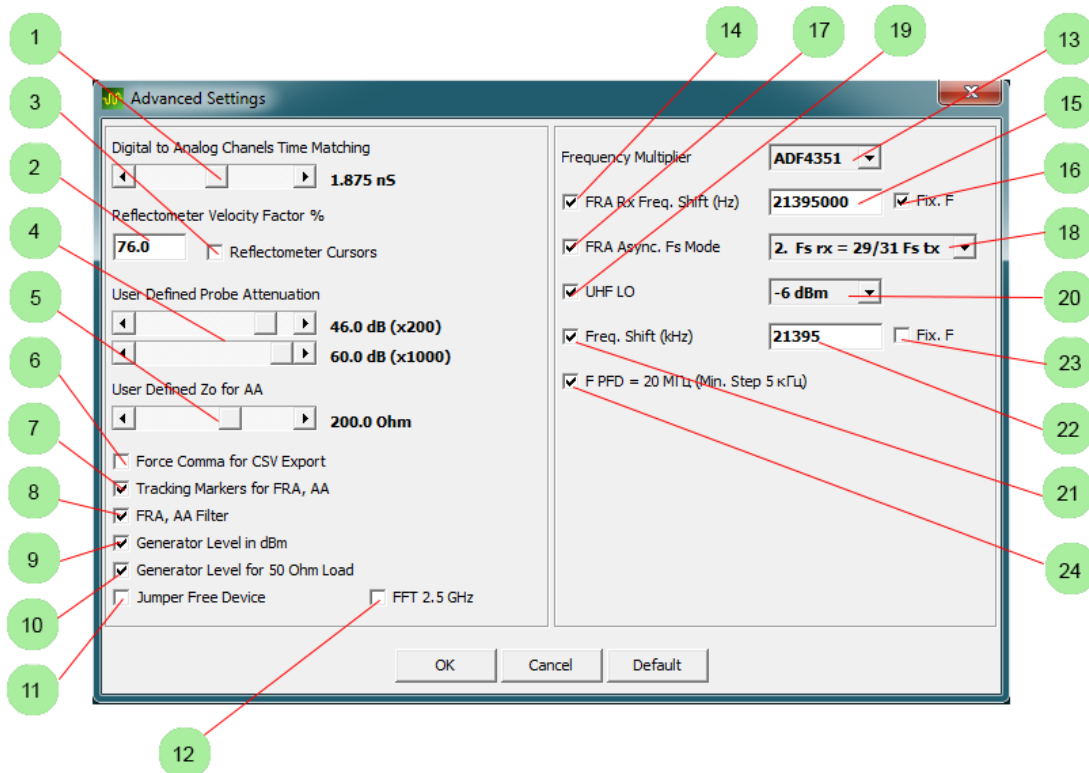 1
17
19
14
13
3
Advanced Settings
15
Digital to Analog Chanels Time Matching
1.875 nS
Frequency Multiplier
ADF4351
2
FRA Rx Freq. Shift (Hz)
21395000
Fix. F
16
Reflectometer Velocity Factor %
76.0
Reflectometer Cursors
FRA Async. Fs Mode
2. Fs rx = 29/31 Fs tx
18
4
User Defined Probe Attenuation
UHF LO
-6 dBm
20
5
46.0 dB (x200)
60.0 dB (x1000)
Freq. Shift (kHz)
21395
Fix. F
23
6
User Defined Zo for AA
200.0 Ohm
F PFD = 20 МГц (Min. Step 5 кГц)
22
7
Force Comma for CSV Export
Tracking Markers for FRA, AA
21
8
FRA, AA Filter
9
Generator Level in dBm
24
10
Generator Level for 50 Ohm Load
Jumper Free Device
FFT 2.5 GHz
11
OK
Cancel
Default
12